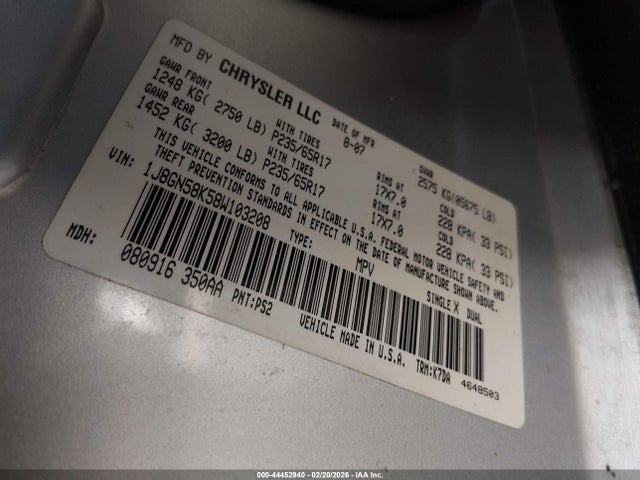 MFD BY CHRYSLER LLC DATE OF MFR 8-07 GVWR 2575 KG(05675 LB)
GAWR FRONT WITH TIRES RIMS AT COLD
1248 KG( 2750 LB) P235/65R17 17X7.0 228 KPA( 33 PSI)
GAWR REAR WITH TIRES RIMS AT COLD
1452 KG( 3200 LB) P235/65R17 17X7.0 228 KPA( 33 PSI)
THIS VEHICLE CONFORMS TO ALL APPLICABLE U.S.A. FEDERAL MOTOR VEHICLE SAFETY AND
THEFT PREVENTION STANDARDS IN EFFECT ON THE DATE OF MANUFACTURE SHOWN ABOVE.
VIN: 1J8GN58K58W103208 TYPE: MPV SINGLE X DUAL
MDH: 080916 350AA PNT:PS2 VEHICLE MADE IN U.S.A. TRM:K7DA 4648503
000-44452940 - 02/20/2026 - IAA Inc.